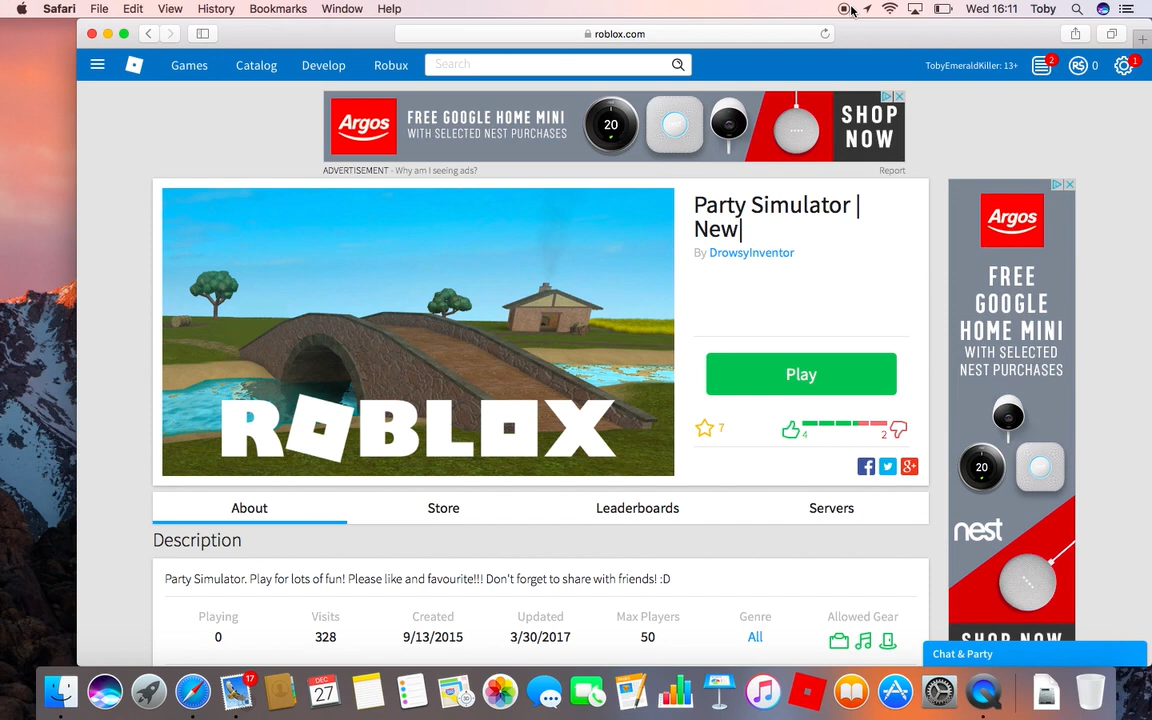 Safari File Edit View History Bookmarks Window Help Wed 16:11 Toby
roblox.com
Games Catalog Develop Robux Search TobyEmeraldKiller: 13+ 2 R$ 0 1
Argos
FREE GOOGLE HOME MINI
WITH SELECTED NEST PURCHASES
20
SHOP
NOW
ADVERTISEMENT - Why am I seeing ads? Report
Party Simulator |
New|
By DrowsyInventor
Play
7 4 2
ROBLOX
About Store Leaderboards Servers
Description
Party Simulator. Play for lots of fun! Please like and favourite!!! Don't forget to share with friends! :D
Playing Visits Created Updated Max Players Genre Allowed Gear
0 328 9/13/2015 3/30/2017 50 All
Argos
FREE
GOOGLE
HOME MINI
WITH SELECTED
NEST PURCHASES
20
nest
SHOP NOW
Chat & Party
17
DEC
27